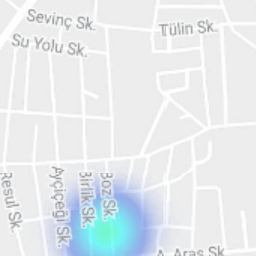 Sevinç Sk.
Tülin Sk.
Su Yolu Sk.
Resul Sk.
Ayçiçeği Sk.
Birlik Sk.
Boz Sk.
A. Aras Sk.